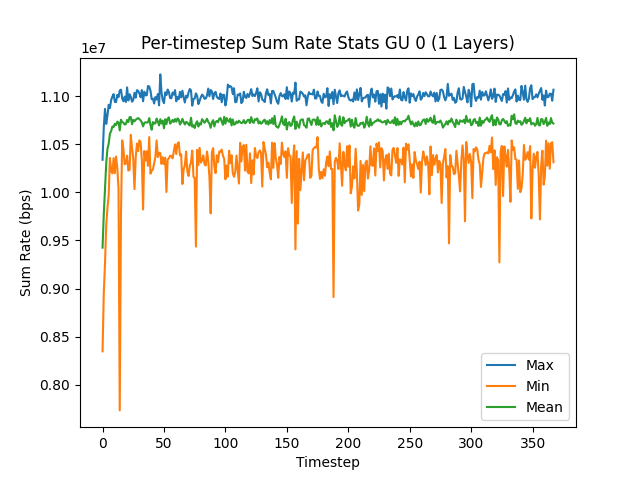 Per-timestep Sum Rate Stats GU 0 (1 Layers)
1e7
1.10
1.05
1.00
0.95
0.90
0.85
0.80
Sum Rate (bps)
0 50 100 150 200 250 300 350
Timestep
Max
Min
Mean